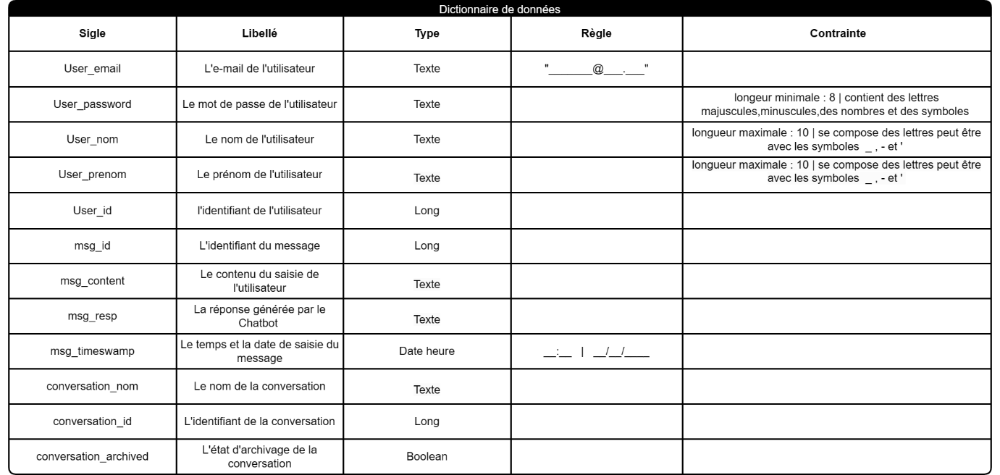 Dictionnaire de données
Sigle Libellé Type Règle Contrainte
User_email L'e-mail de l'utilisateur Texte "_______@___.___"
User_password Le mot de passe de l'utilisateur Texte longeur minimale : 8 | contient des lettres
majuscules,minuscules,des nombres et des symboles
User_nom Le nom de l'utilisateur Texte longueur maximale : 10 | se compose des lettres peut être
avec les symboles _ , - et '
User_prenom Le prénom de l'utilisateur Texte longueur maximale : 10 | se compose des lettres peut être
avec les symboles _ , - et '
User_id l'identifiant de l'utilisateur Long
msg_id L'identifiant du message Long
msg_content Le contenu du saisie de
l'utilisateur Texte
msg_resp La réponse générée par le
Chatbot Texte
msg_timeswamp Le temps et la date de saisie du
message Date heure __:__ | __/__/____
conversation_nom Le nom de la conversation Texte
conversation_id L'identifiant de la conversation Long
conversation_archived L'état d'archivage de la
conversation Boolean